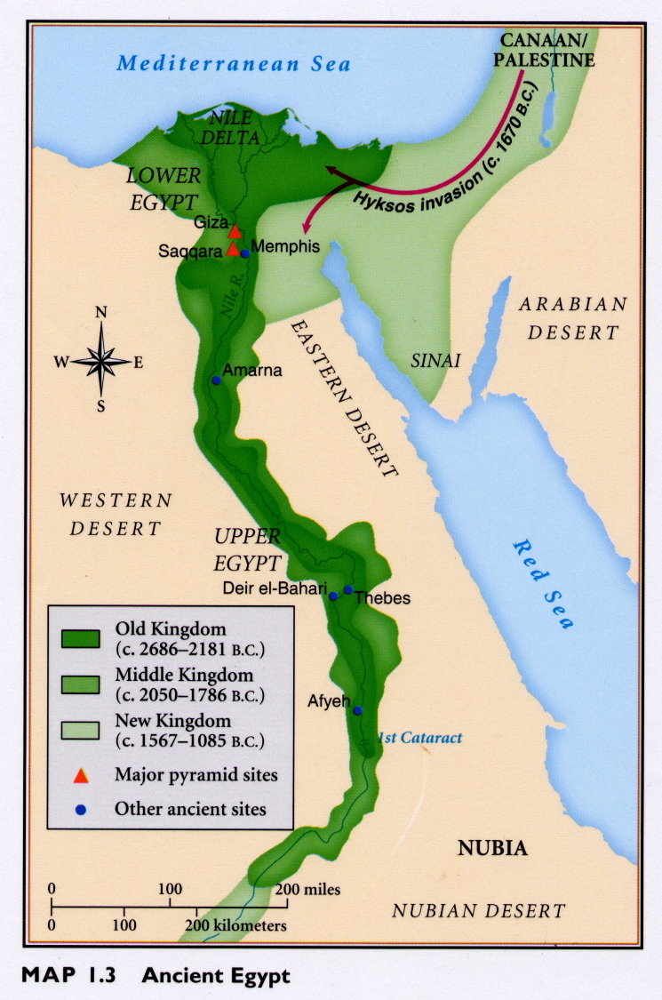 CANAAN/
PALESTINE
Mediterranean Sea
NILE
DELTA
Hyksos invasion (c. 1670 B.C.)
LOWER
EGYPT
Giza
Saqqara
Memphis
Nile R.
ARABIAN
DESERT
N
W
E
S
EASTERN DESERT
SINAI
Amarna
WESTERN
DESERT
UPPER
EGYPT
Red Sea
Deir el-Bahari
Thebes
Old Kingdom
(c. 2686–2181 B.C.)
Middle Kingdom
(c. 2050–1786 B.C.)
New Kingdom
(c. 1567–1085 B.C.)
Major pyramid sites
Other ancient sites
Afyeh
1st Cataract
NUBIA
NUBIAN DESERT
0 100 200 miles
0 100 200 kilometers
MAP 1.3 Ancient Egypt